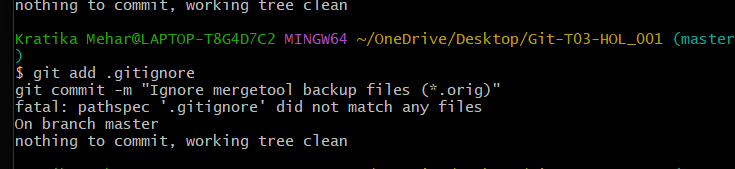 nothing to commit, working tree clean
Kratika Mehar@LAPTOP-T8G4D7C2 MINGW64 ~/OneDrive/Desktop/Git-T03-HOL_001 (master
)
$ git add .gitignore
git commit -m "Ignore mergetool backup files (*.orig)"
fatal: pathspec '.gitignore' did not match any files
On branch master
nothing to commit, working tree clean